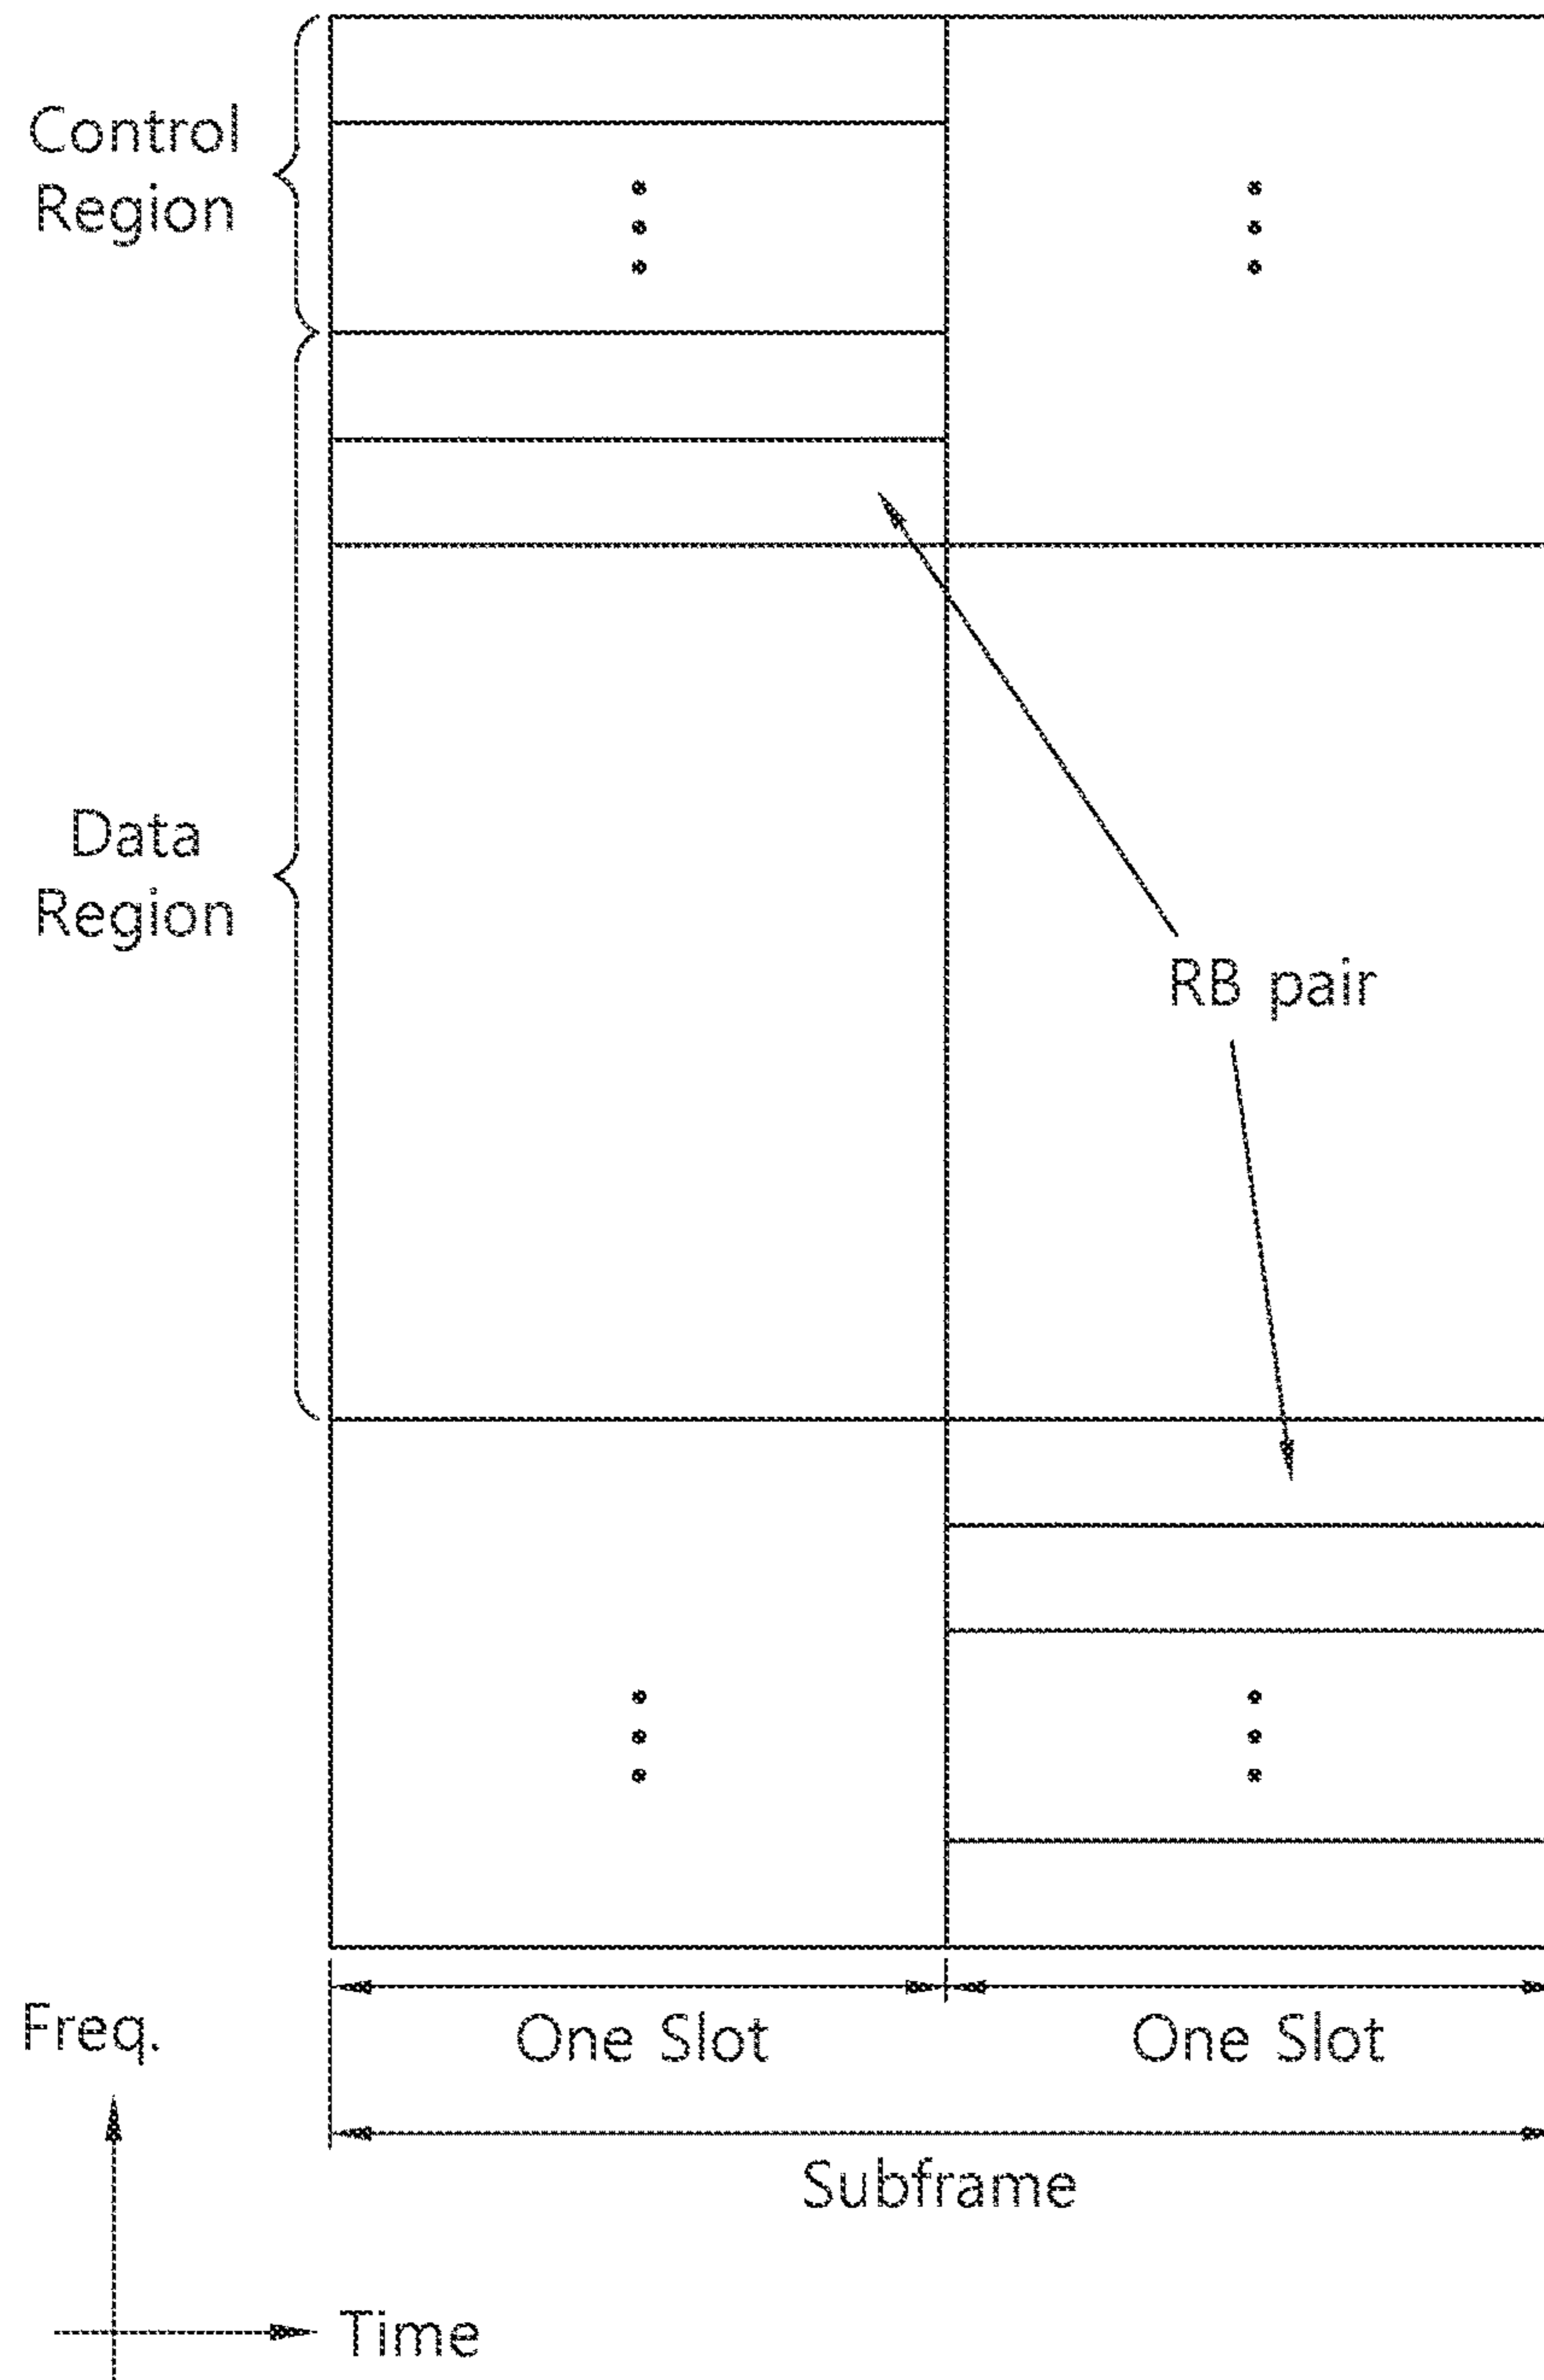 Control
Region
Data
Region
RB pair
One Slot
One Slot
Freq.
Subframe
Time